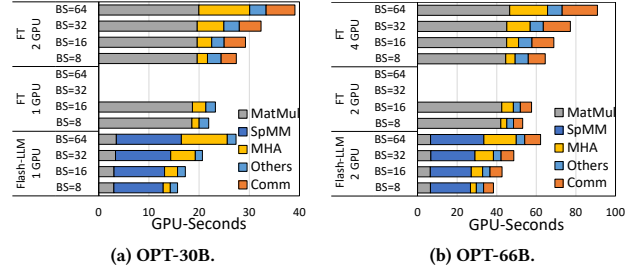 FT
2 GPU
BS=64
BS=32
BS=16
BS=8
FT
1 GPU
BS=64
BS=32
BS=16
BS=8
Flash-LLM
1 GPU
BS=64
BS=32
BS=16
BS=8
MatMul
SpMM
MHA
Others
Comm
0 10 20 30 40
GPU-Seconds
(a) OPT-30B.
FT
4 GPU
BS=64
BS=32
BS=16
BS=8
FT
2 GPU
BS=64
BS=32
BS=16
BS=8
Flash-LLM
2 GPU
BS=64
BS=32
BS=16
BS=8
MatMul
SpMM
MHA
Others
Comm
0 20 40 60 80 100
GPU-Seconds
(b) OPT-66B.